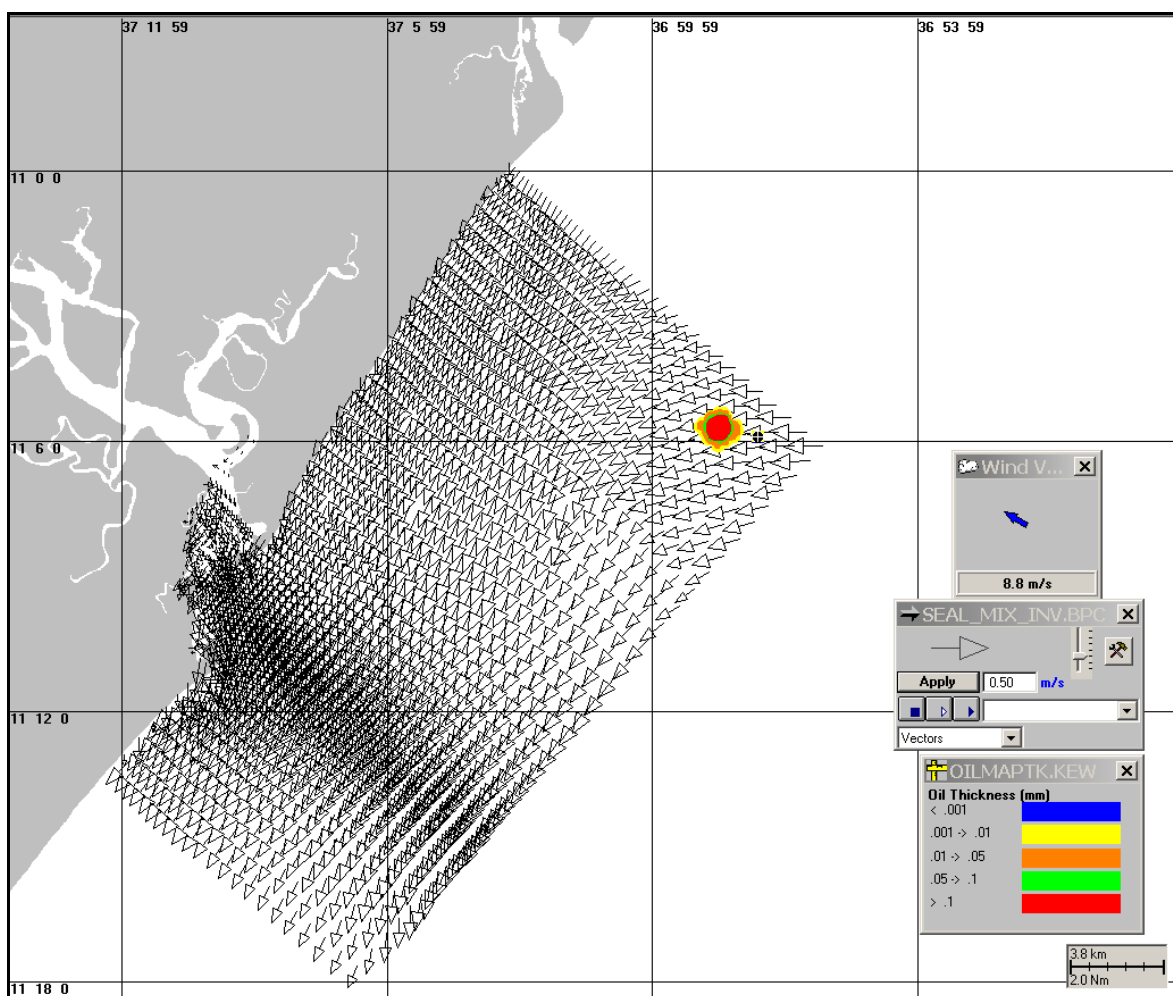 37 11 59
37 5 59
36 59 59
36 53 59
11 0 0
11 6 0
11 12 0
11 18 0
Wind V...
8.8 m/s
SEAL_MIX_INV.BPC
Apply
0.50
m/s
Vectors
OILMAPTK.KEW
Oil Thickness (mm)
< .001
.001 -> .01
.01 -> .05
.05 -> .1
> .1
3.8 km
2.0 Nm